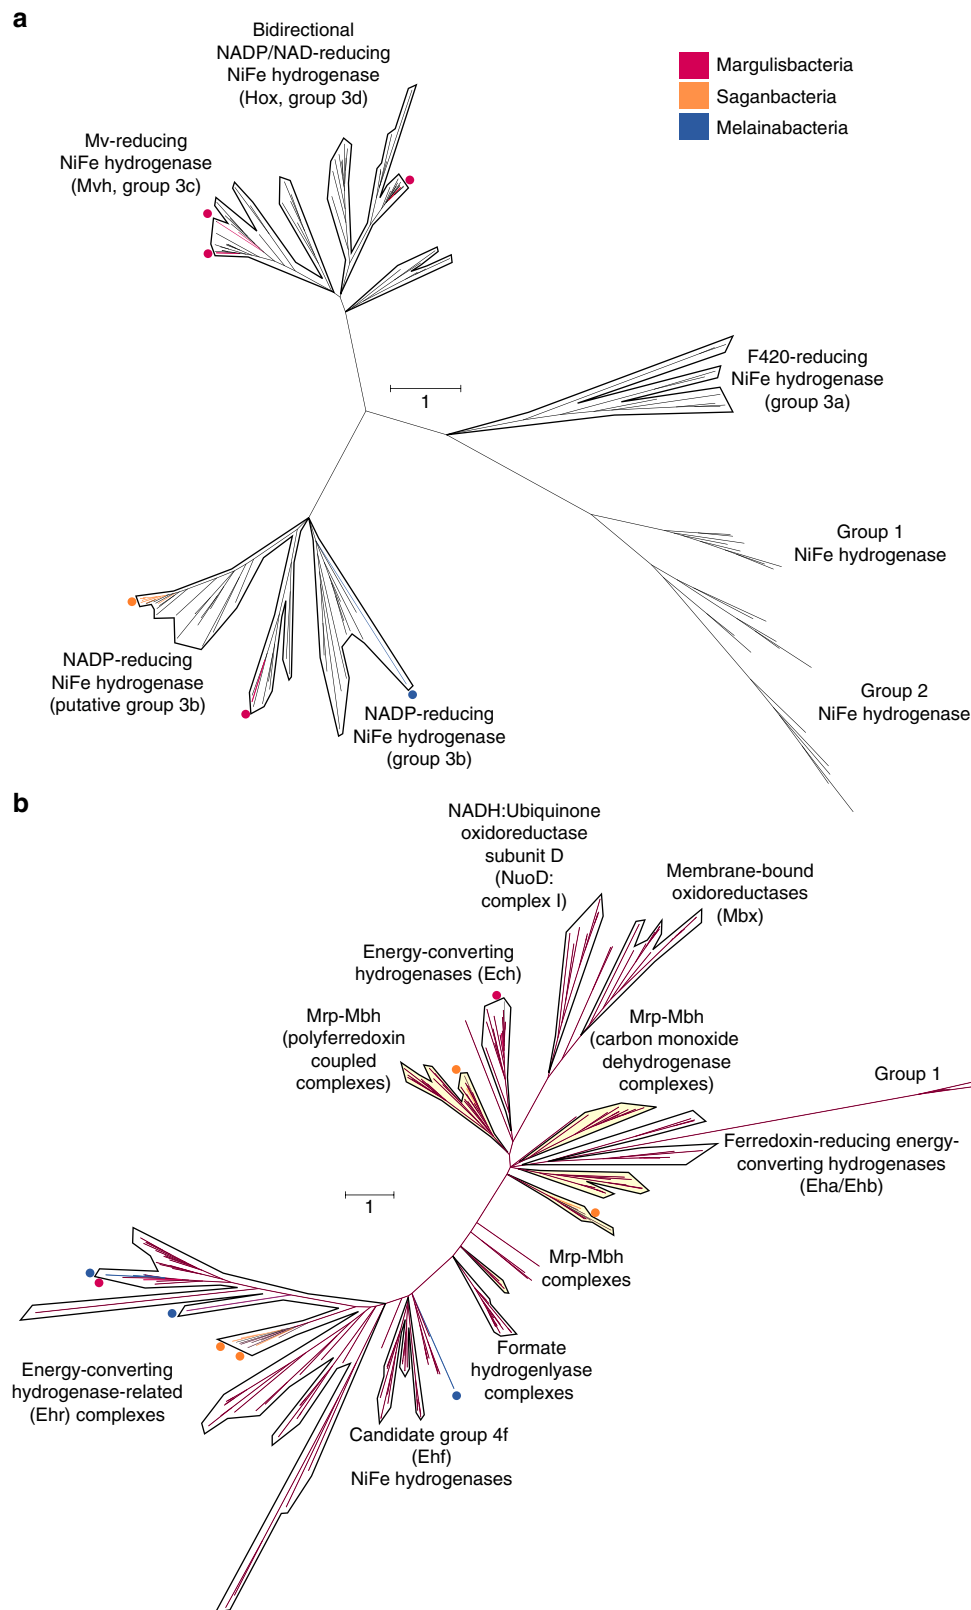 a
Bidirectional
NADP/NAD-reducing
NiFe hydrogenase
(Hox, group 3d)
Margulisbacteria
Saganbacteria
Melainabacteria
Mv-reducing
NiFe hydrogenase
(Mvh, group 3c)
1
F420-reducing
NiFe hydrogenase
(group 3a)
Group 1
NiFe hydrogenase
NADP-reducing
NiFe hydrogenase
(putative group 3b)
NADP-reducing
NiFe hydrogenase
(group 3b)
Group 2
NiFe hydrogenase
b
NADH:Ubiquinone
oxidoreductase
subunit D
(NuoD:
complex I)
Membrane-bound
oxidoreductases
(Mbx)
Energy-converting
hydrogenases (Ech)
Mrp-Mbh
(polyferredoxin
coupled
complexes)
Mrp-Mbh
(carbon monoxide
dehydrogenase
complexes)
Group 1
Ferredoxin-reducing energy-
converting hydrogenases
(Eha/Ehb)
1
Mrp-Mbh
complexes
Formate
hydrogenlyase
complexes
Energy-converting
hydrogenase-related
(Ehr) complexes
Candidate group 4f
(Ehf)
NiFe hydrogenases